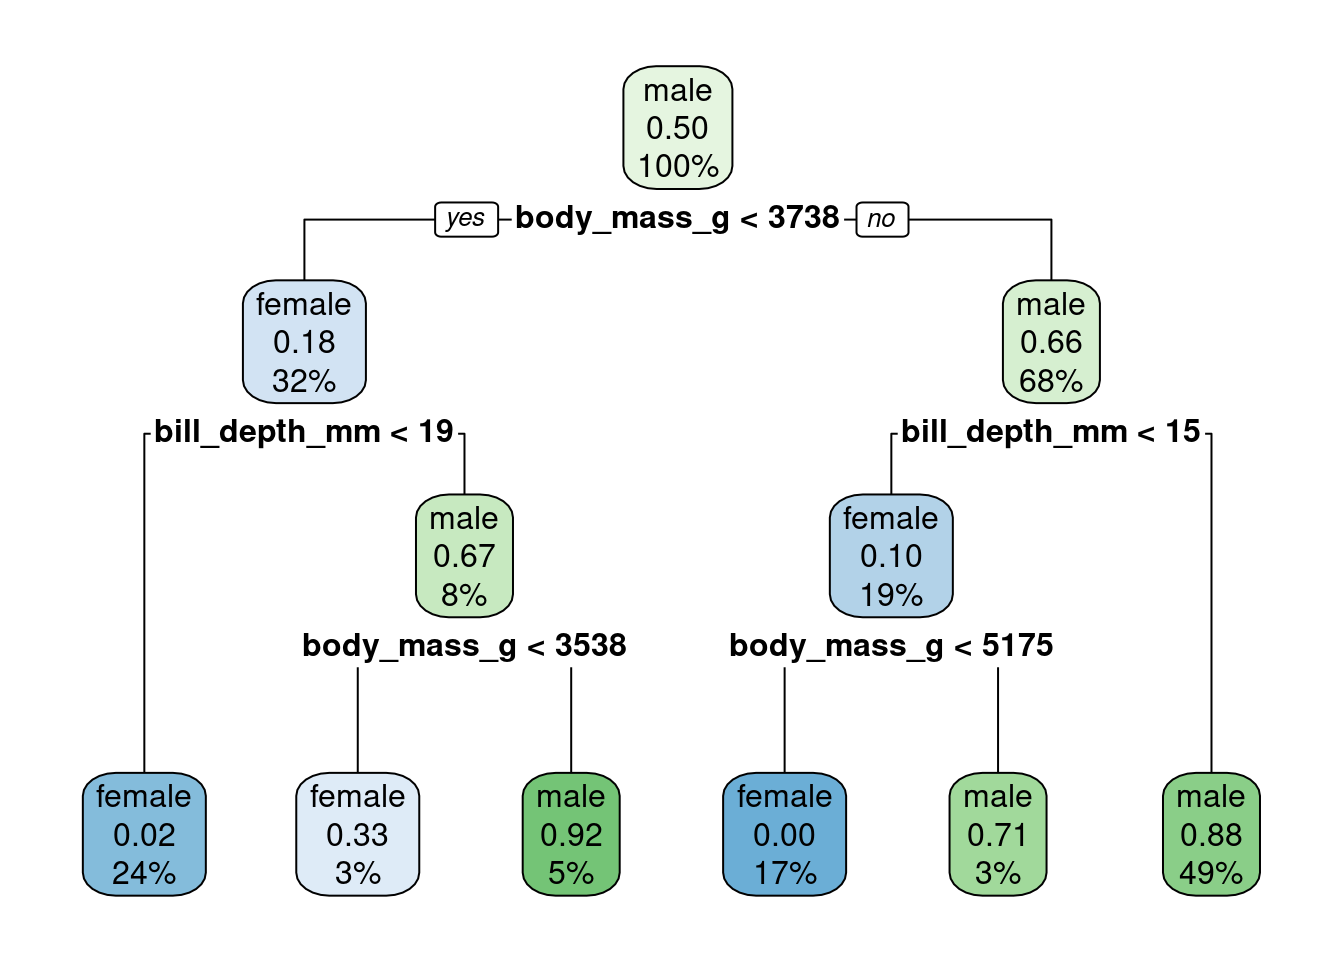 male
0.50
100%
yes
body_mass_g < 3738
no
female
0.18
32%
male
0.66
68%
bill_depth_mm < 19
bill_depth_mm < 15
male
0.67
8%
female
0.10
19%
body_mass_g < 3538
body_mass_g < 5175
female
0.02
24%
female
0.33
3%
male
0.92
5%
female
0.00
17%
male
0.71
3%
male
0.88
49%